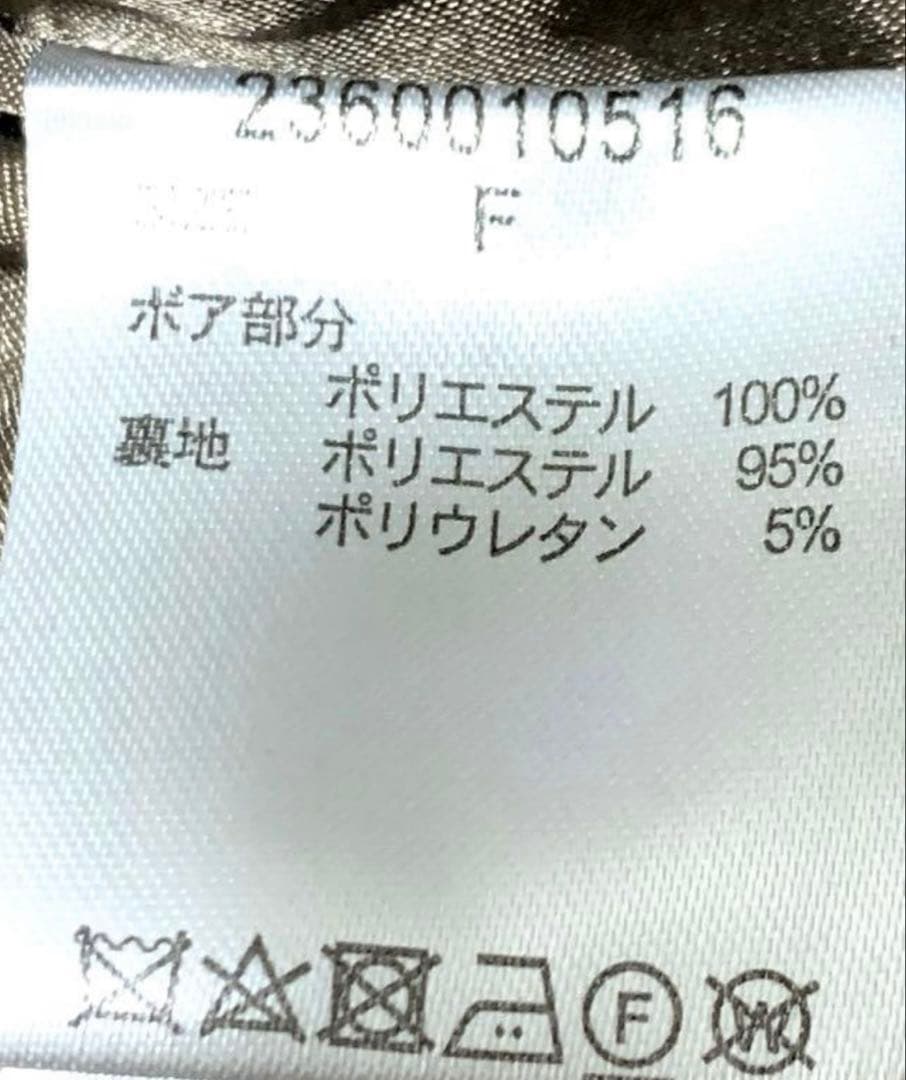 2360010516
F
ボア部分
ポリエステル 100%
裏地 ポリエステル 95%
ポリウレタン 5%
F W